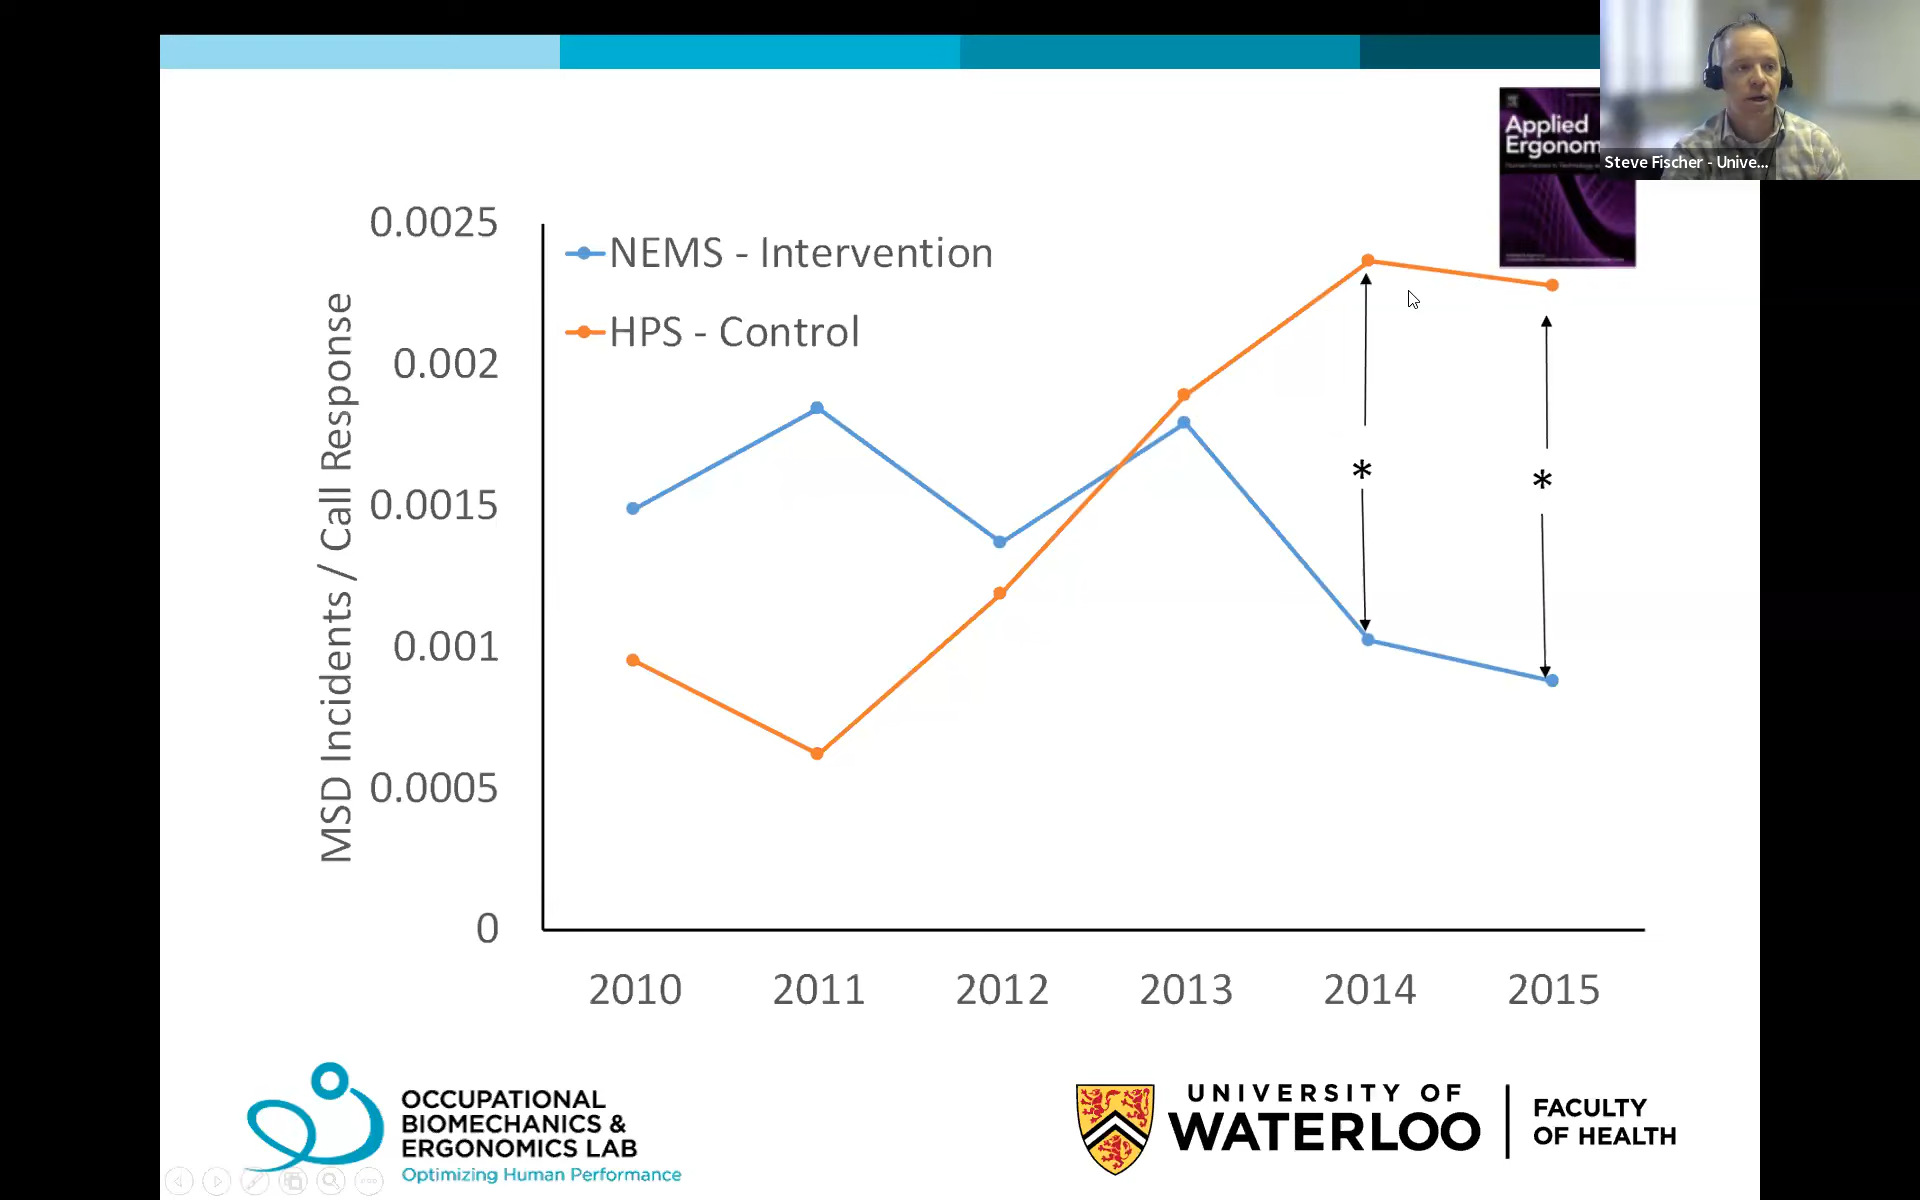 Applied
Ergonom
Steve Fischer - Unive...
0.0025
0.002
0.0015
0.001
0.0005
0
MSD Incidents / Call Response
NEMS - Intervention
HPS - Control
*
*
2010 2011 2012 2013 2014 2015
OCCUPATIONAL
BIOMECHANICS &
ERGONOMICS LAB
Optimizing Human Performance
UNIVERSITY OF
WATERLOO
FACULTY
OF HEALTH